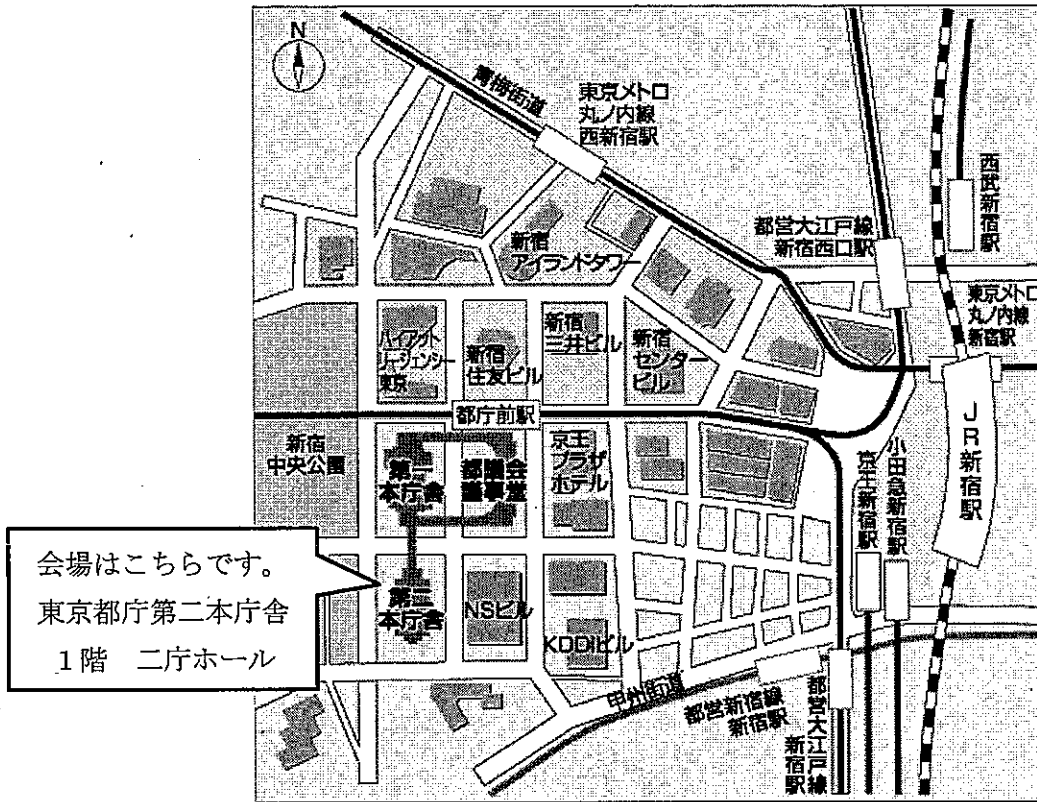 N
青梅街道
東京メトロ
丸ノ内線
西新宿駅
西武新宿駅
都営大江戸線
新宿西口駅
新宿
アイランドタワー
東京メトロ
丸ノ内線
新宿駅
ハイアット
リージェンシー
東京
新宿
住友ビル
新宿
三井ビル
新宿
センター
ビル
都庁前駅
新宿
中央公園
第一
本庁舎
都議会
議事堂
京王
プラザ
ホテル
京王新宿駅
小田急新宿駅
JR新宿駅
会場はこちらです。
東京都庁第二本庁舎
1階 二庁ホール
第二
本庁舎
NSビル
KDDIビル
甲州街道
都営新宿線
新宿駅
都営大江戸線
新宿駅